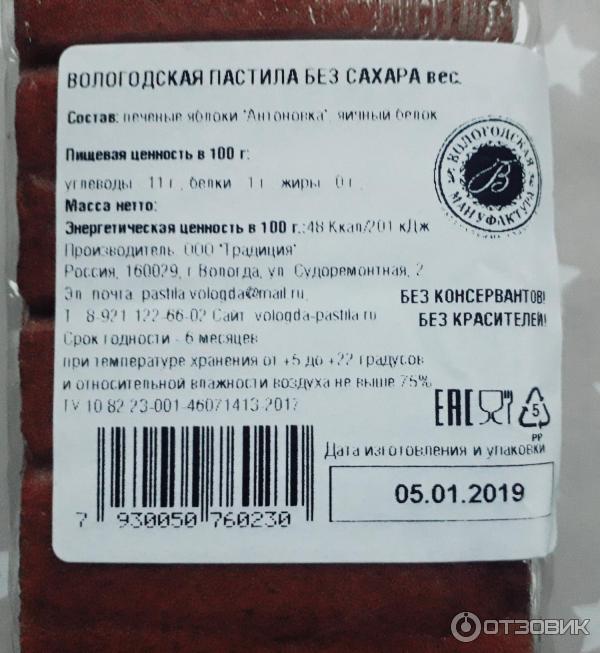 ВОЛОГОДСКАЯ ПАСТИЛА БЕЗ САХАРА вес.
Состав: печеные яблоки "Антоновка", яичный белок
Пищевая ценность в 100 г:
углеводы 11 г, белки 1 г, жиры 0 г,
Масса нетто:
Энергетическая ценность в 100 г.:48 Ккал/201 кДж
Производитель: ООО "Традиция"
Россия, 160029, г Вологда, ул. Судоремонтная, 2
Эл. почта pastila.vologda@mail.ru,
Т. 8-921 122-66-02 Сайт vologda-pastila.ru
Срок годности - 6 месяцев
при температуре хранения от +5 до +22 градусов
и относительной влажности воздуха не выше 75%.
ТУ 10 82 23-001-46071413-2017
ВОЛОГОДСКАЯ
В
МАНУФАКТУРА
БЕЗ КОНСЕРВАНТОВ!
БЕЗ КРАСИТЕЛЕЙ!
EAC
5
PP
Дата изготовления и упаковки
05.01.2019
7 930050 760230
ОТЗОВИК